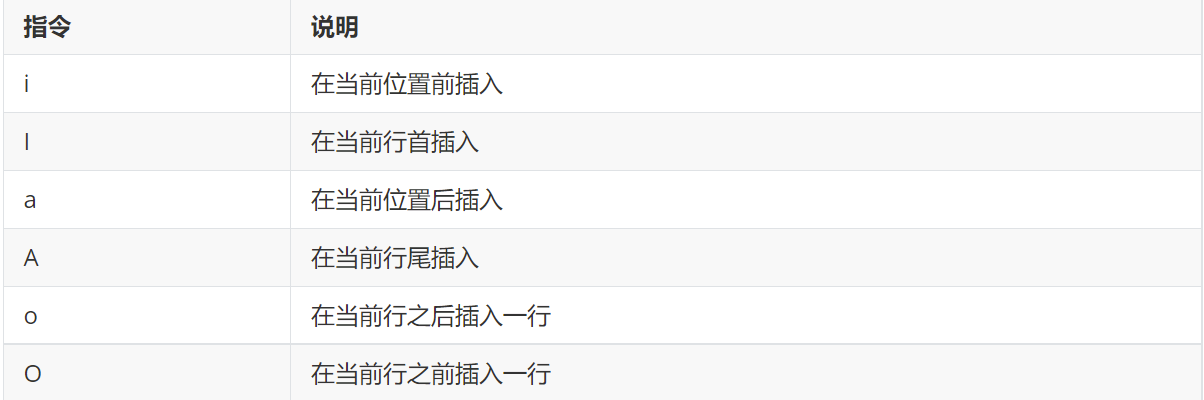 指令 说明
i 在当前位置前插入
I 在当前行首插入
a 在当前位置后插入
A 在当前行尾插入
o 在当前行之后插入一行
O 在当前行之前插入一行